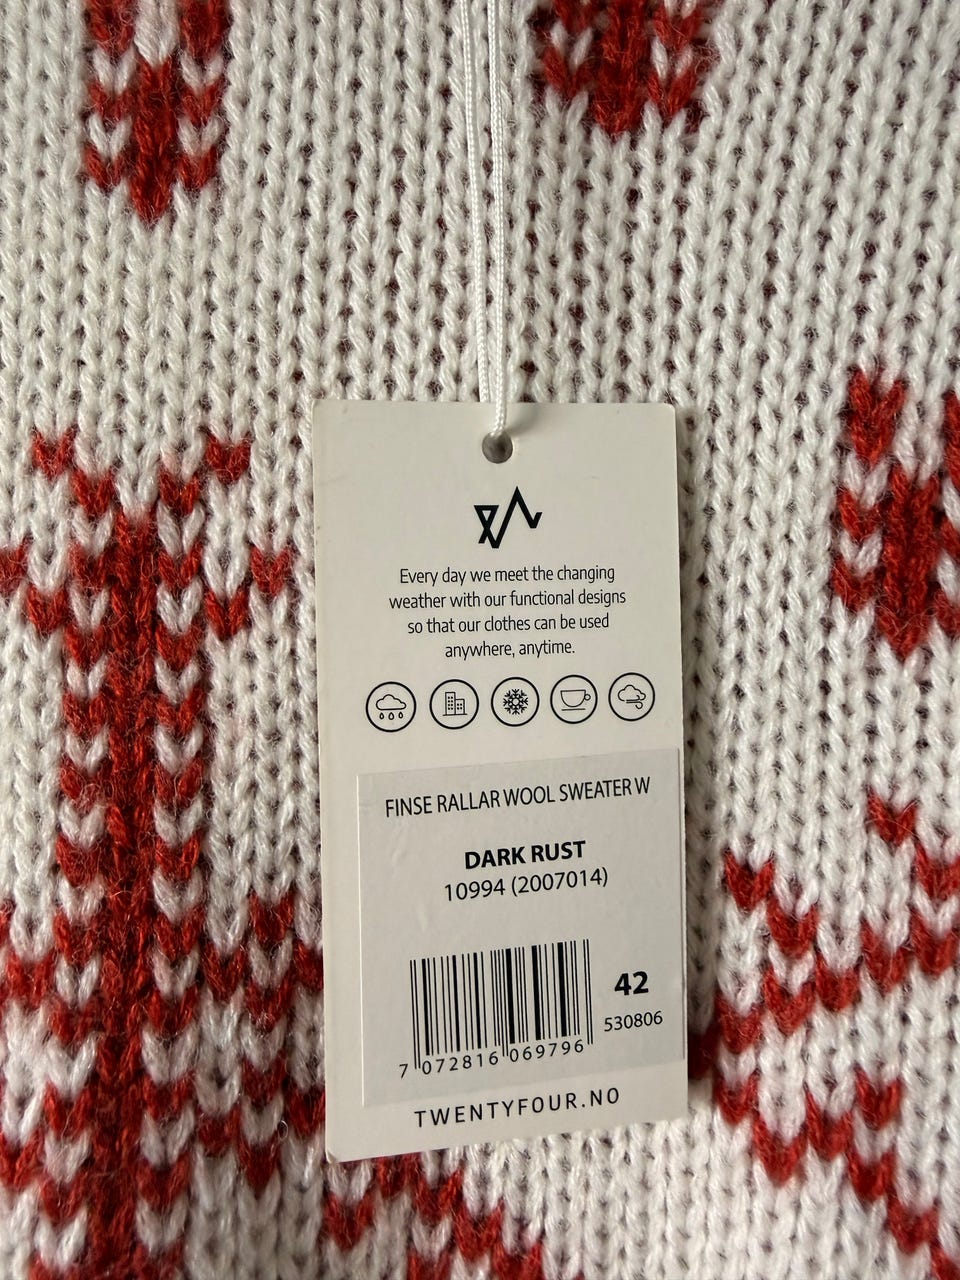 Every day we meet the changing
weather with our functional designs
so that our clothes can be used
anywhere, anytime.
FINSE RALLAR WOOL SWEATER W
DARK RUST
10994 (2007014)
42
530806
7 072816 069796
TWENTYFOUR.NO